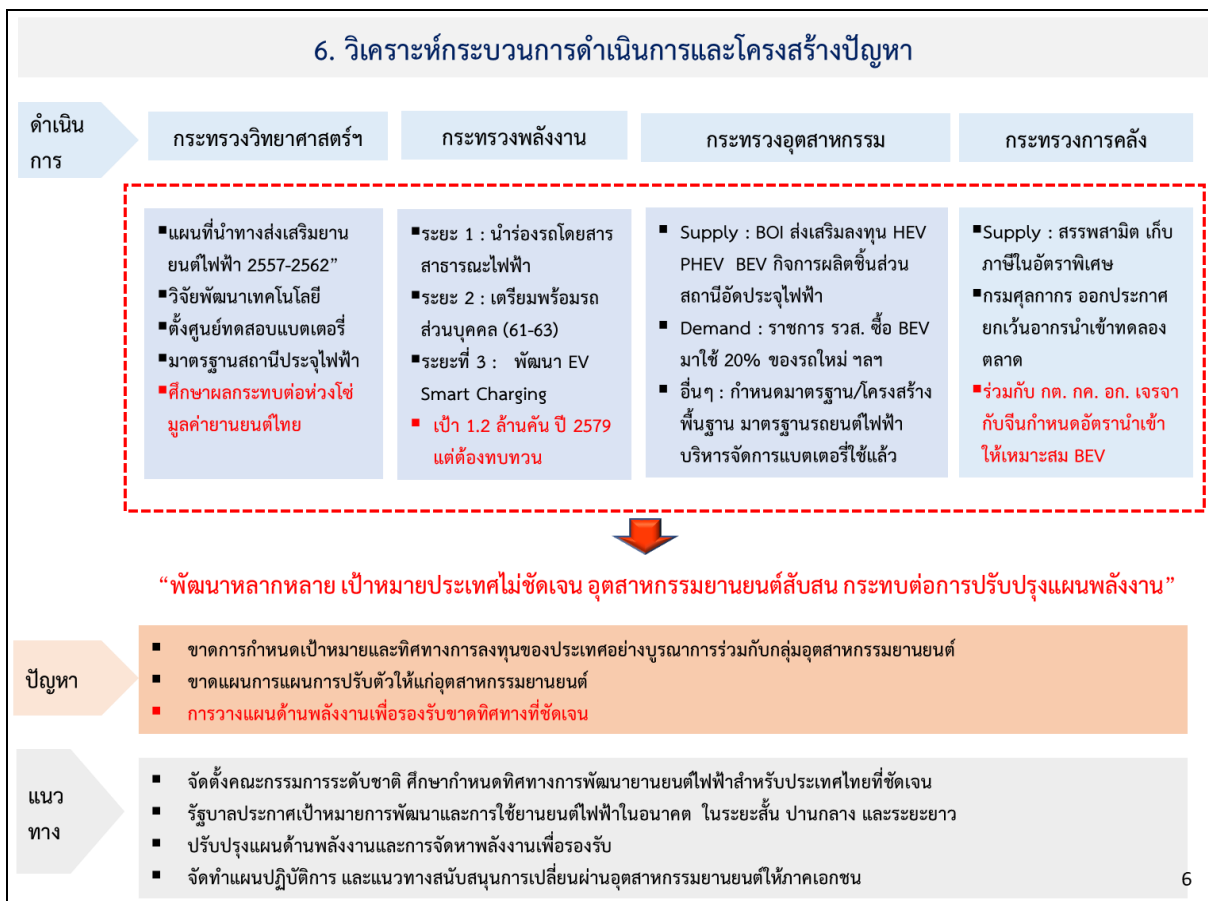 6. วิเคราะห์กระบวนการดำเนินการและโครงสร้างปัญหา
ดำเนิน
การ
กระทรวงวิทยาศาสตร์ฯ
กระทรวงพลังงาน
กระทรวงอุตสาหกรรม
กระทรวงการคลัง
▪แผนที่นำทางส่งเสริมยาน
ยนต์ไฟฟ้า 2557-2562”
▪วิจัยพัฒนาเทคโนโลยี
▪ตั้งศูนย์ทดสอบแบตเตอรี่
▪มาตรฐานสถานีประจุไฟฟ้า
▪ศึกษาผลกระทบต่อห่วงโซ่
มูลค่ายานยนต์ไทย
▪ระยะ 1 : นำร่องรถโดยสาร
สาธารณะไฟฟ้า
▪ระยะ 2 : เตรียมพร้อมรถ
ส่วนบุคคล (61-63)
▪ระยะที่ 3 : พัฒนา EV
Smart Charging
▪ เป้า 1.2 ล้านคัน ปี 2579
แต่ต้องทบทวน
▪ Supply : BOI ส่งเสริมลงทุน HEV
PHEV BEV กิจการผลิตชิ้นส่วน
สถานีอัดประจุไฟฟ้า
▪ Demand : ราชการ รวส. ซื้อ BEV
มาใช้ 20% ของรถใหม่ ฯลฯ
▪ อื่นๆ : กำหนดมาตรฐาน/โครงสร้าง
พื้นฐาน มาตรฐานรถยนต์ไฟฟ้า
บริหารจัดการแบตเตอรี่ใช้แล้ว
▪Supply : สรรพสามิต เก็บ
ภาษีในอัตราพิเศษ
▪กรมศุลกากร ออกประกาศ
ยกเว้นอากรนำเข้าทดลอง
ตลาด
▪ร่วมกับ กต. กค. อก. เจรจา
กับจีนกำหนดอัตรานำเข้า
ให้เหมาะสม BEV
“พัฒนาหลากหลาย เป้าหมายประเทศไม่ชัดเจน อุตสาหกรรมยานยนต์สับสน กระทบต่อการปรับปรุงแผนพลังงาน”
ปัญหา
▪ ขาดการกำหนดเป้าหมายและทิศทางการลงทุนของประเทศอย่างบูรณาการร่วมกับกลุ่มอุตสาหกรรมยานยนต์
▪ ขาดแผนการแผนการปรับตัวให้แก่อุตสาหกรรมยานยนต์
▪ การวางแผนด้านพลังงานเพื่อรองรับขาดทิศทางที่ชัดเจน
แนว
ทาง
▪ จัดตั้งคณะกรรมการระดับชาติ ศึกษากำหนดทิศทางการพัฒนายานยนต์ไฟฟ้าสำหรับประเทศไทยที่ชัดเจน
▪ รัฐบาลประกาศเป้าหมายการพัฒนาและการใช้ยานยนต์ไฟฟ้าในอนาคต ในระยะสั้น ปานกลาง และระยะยาว
▪ ปรับปรุงแผนด้านพลังงานและการจัดหาพลังงานเพื่อรองรับ
▪ จัดทำแผนปฏิบัติการ และแนวทางสนับสนุนการเปลี่ยนผ่านอุตสาหกรรมยานยนต์ให้ภาคเอกชน
6